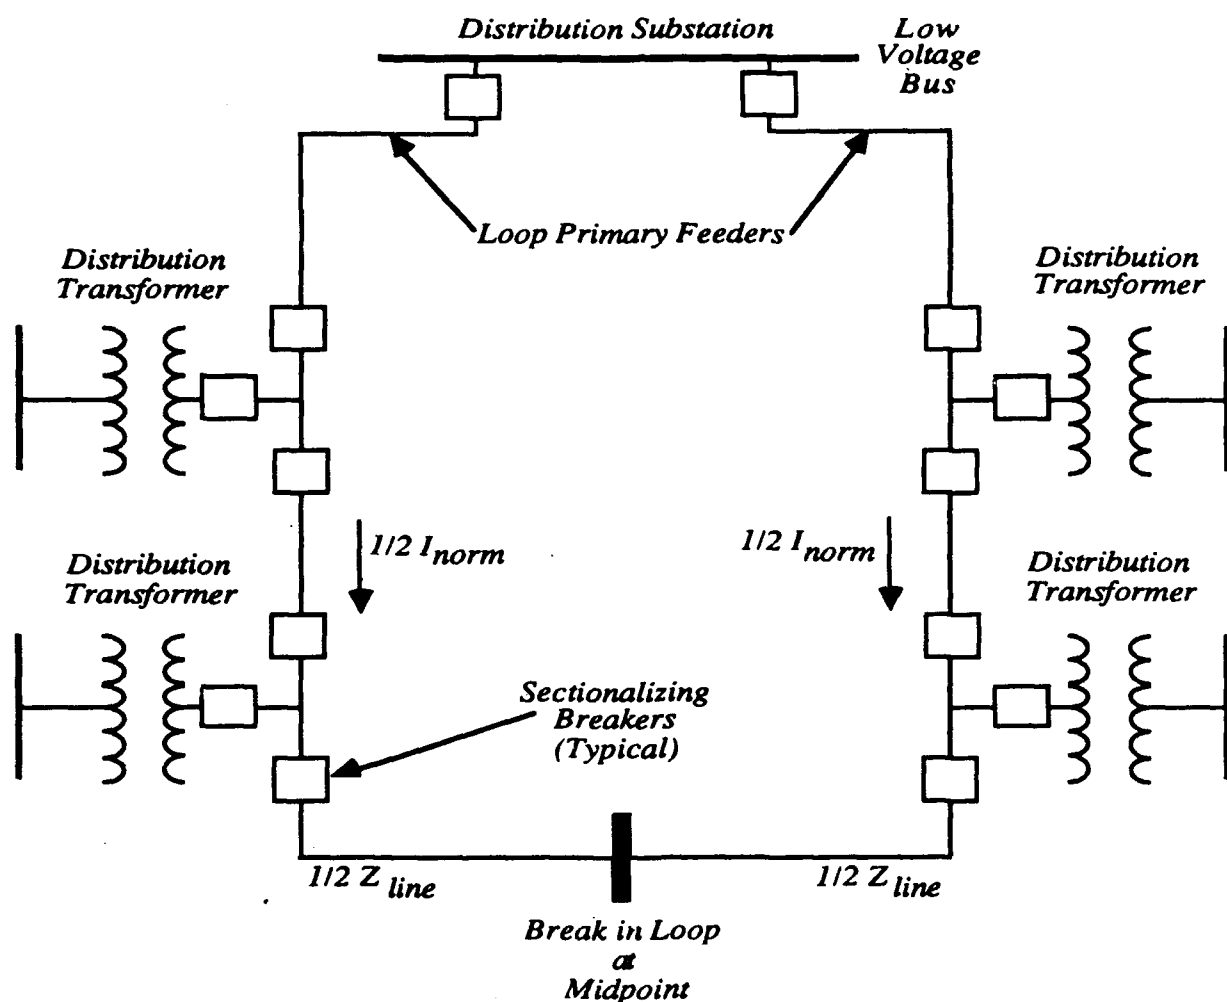 Distribution Substation
Low
Voltage
Bus
Loop Primary Feeders
Distribution
Transformer
Distribution
Transformer
1/2 I norm
1/2 I norm
Distribution
Transformer
Distribution
Transformer
Sectionalizing
Breakers
(Typical)
1/2 Z line
1/2 Z line
Break in Loop
at
Midpoint